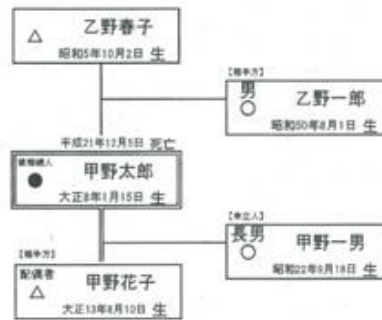 △ 乙野春子
昭和5年10月2日 生
【相手方】
男
○
乙野一郎
昭和50年8月1日 生
平成21年12月5日 死亡
被相続人
● 甲野太郎
大正8年1月15日 生
【申立人】
長男
○
甲野一男
昭和22年9月18日 生
【相手方】
配偶者
△
甲野花子
大正13年8月10日 生